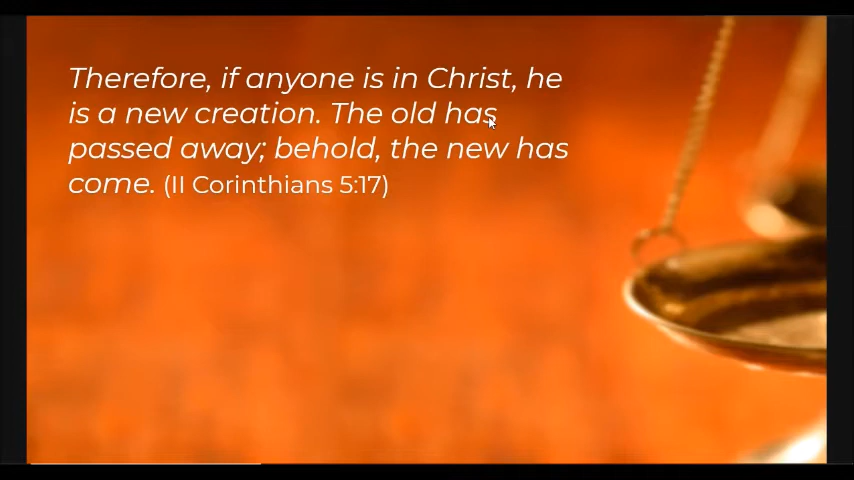 Therefore, if anyone is in Christ, he
is a new creation. The old has
passed away; behold, the new has
come. (II Corinthians 5:17)